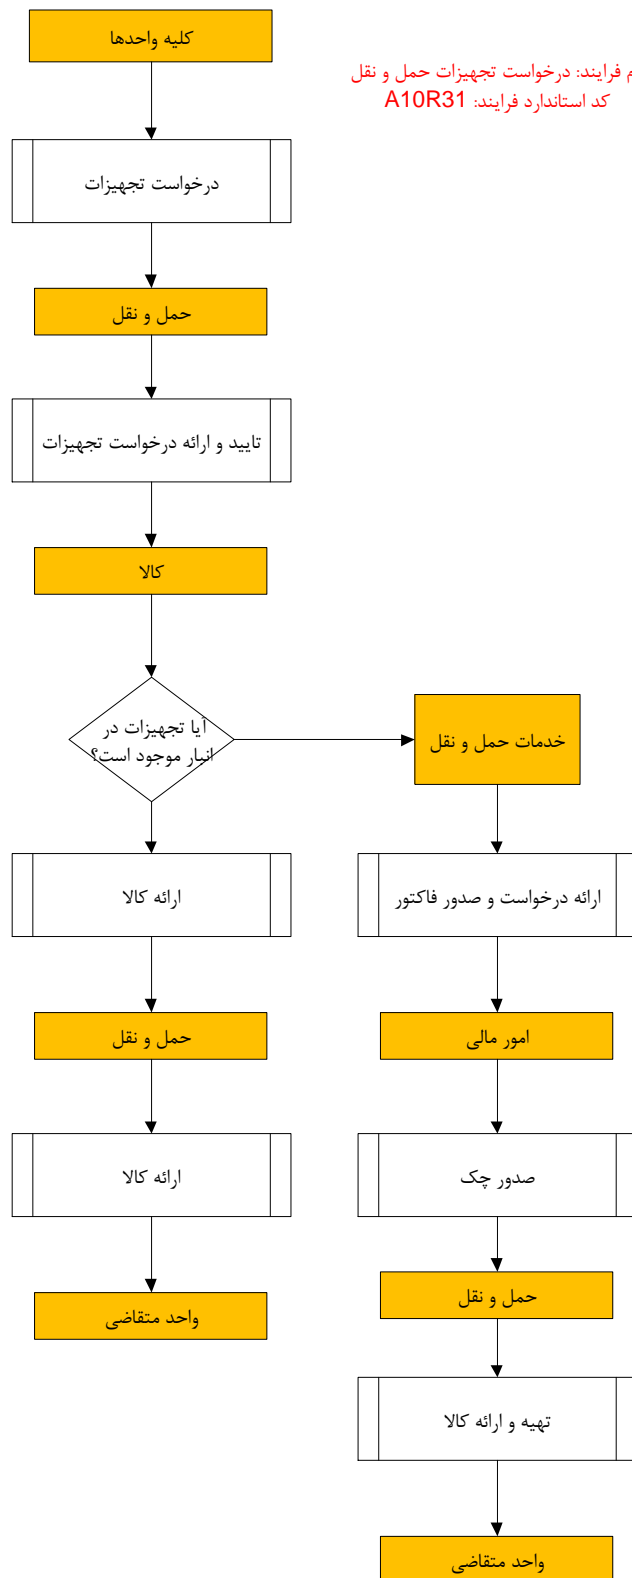 کلیه واحدها
فرایند: درخواست تجهیزات حمل و نقل
کد استاندارد فرایند: A10R31
درخواست تجهیزات
حمل و نقل
تایید و ارائه درخواست تجهیزات
کالا
آیا تجهیزات در
انبار موجود است؟
ارائه کالا
حمل و نقل
ارائه کالا
واحد متقاضی
خدمات حمل و نقل
ارائه درخواست و صدور فاکتور
امور مالی
صدور چک
حمل و نقل
تهیه و ارائه کالا
واحد متقاضی